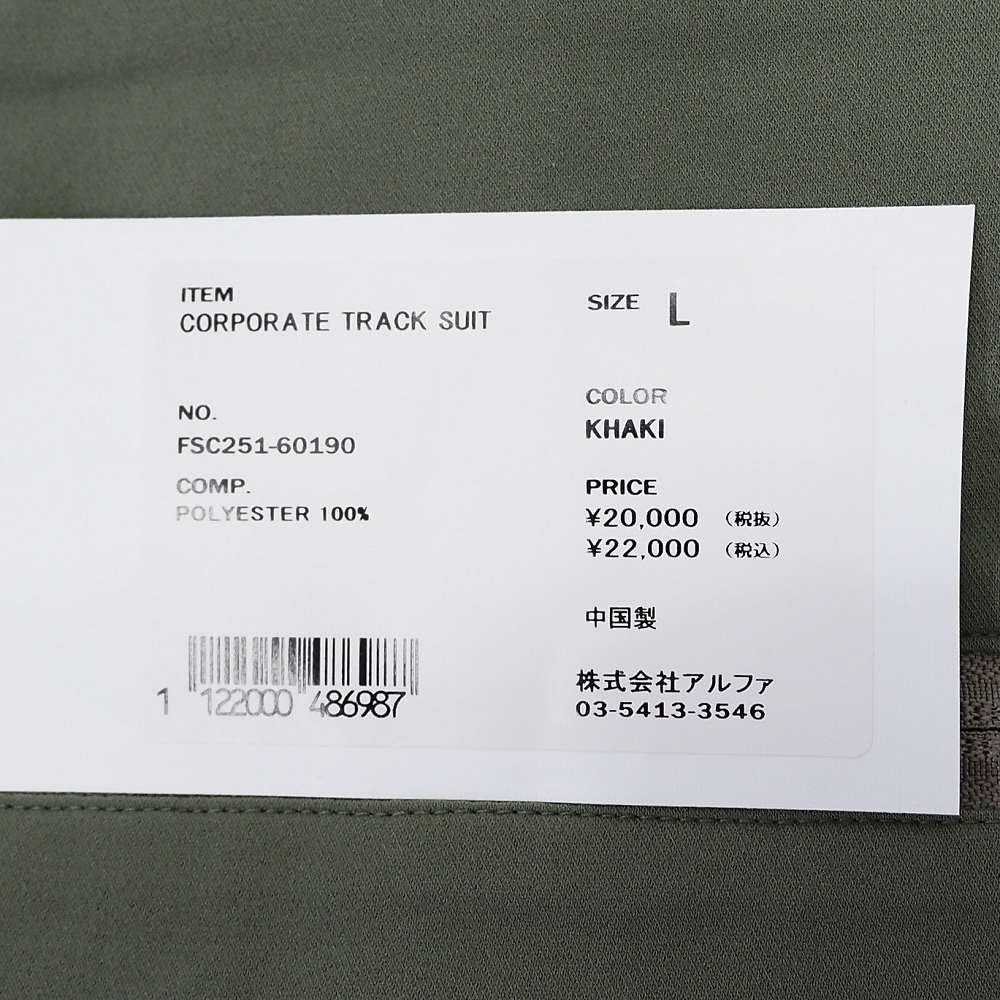 ITEM
CORPORATE TRACK SUIT
SIZE L
NO.
FSC251-60190
COMP.
POLYESTER 100%
COLOR
KHAKI
PRICE
¥20,000 (税抜)
¥22,000 (税込)
中国製
株式会社アルファ
03-5413-3546
1 122000 486987